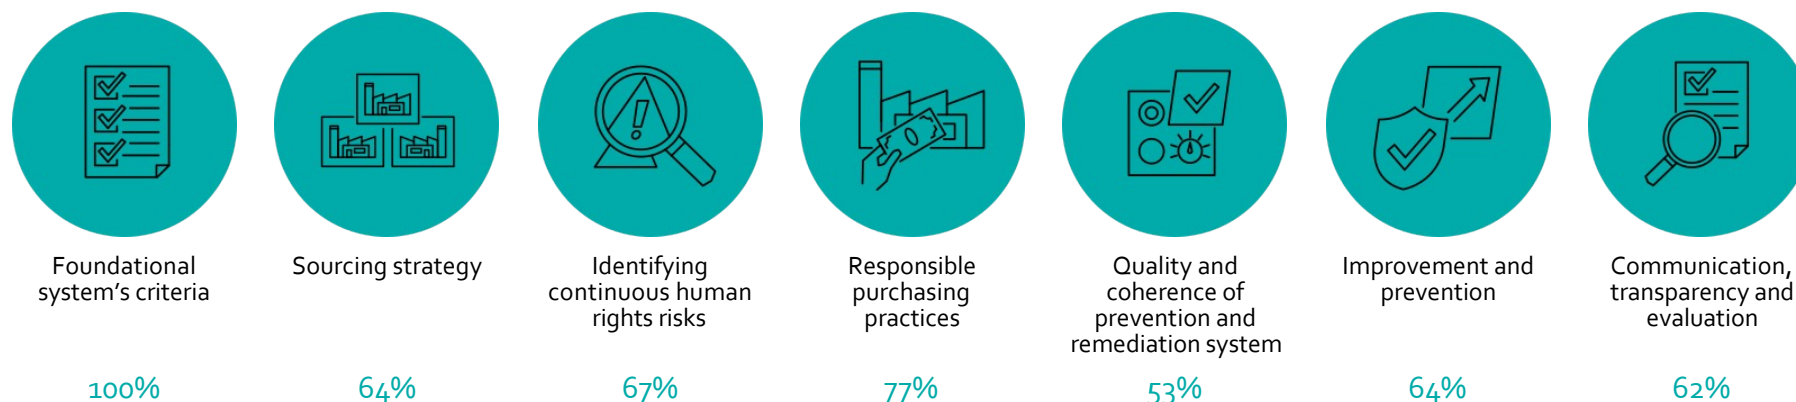 Foundational
system's criteria
100%
Sourcing strategy
64%
Identifying
continuous human
rights risks
67%
Responsible
purchasing
practices
77%
Quality and
coherence of
prevention and
remediation system
53%
Improvement and
prevention
64%
Communication,
transparency and
evaluation
62%